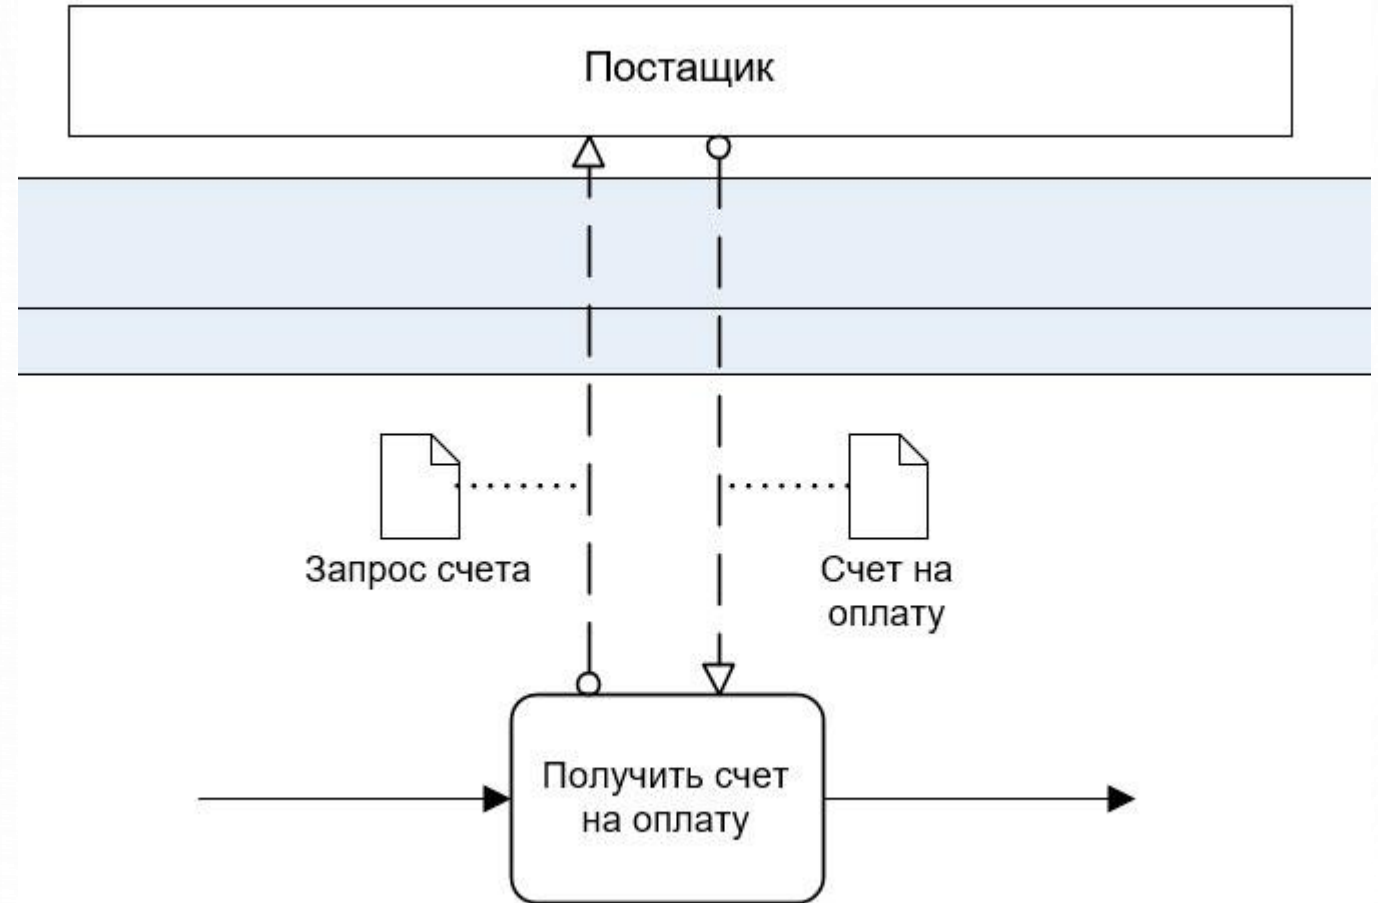 Постащик
Запрос счета
Счет на
оплату
Получить счет
на оплату